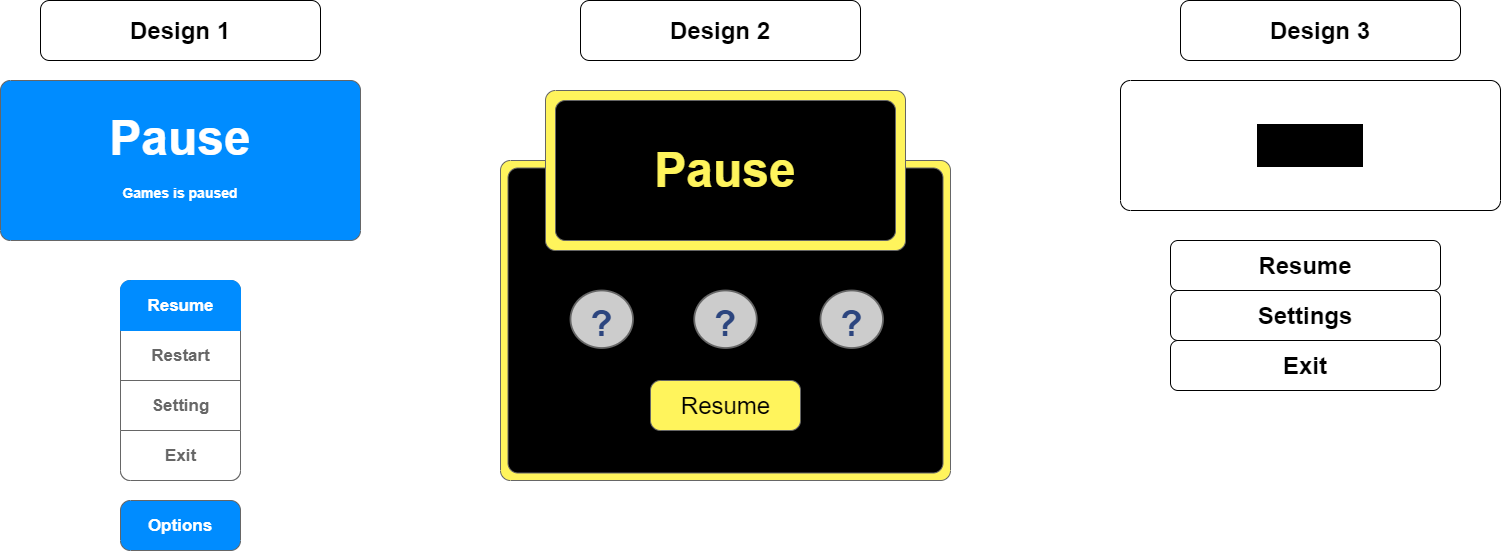 Design 1
Pause
Games is paused
Resume
Restart
Setting
Exit
Options
Design 2
Pause
? ? ?
Resume
Design 3
Resume
Settings
Exit